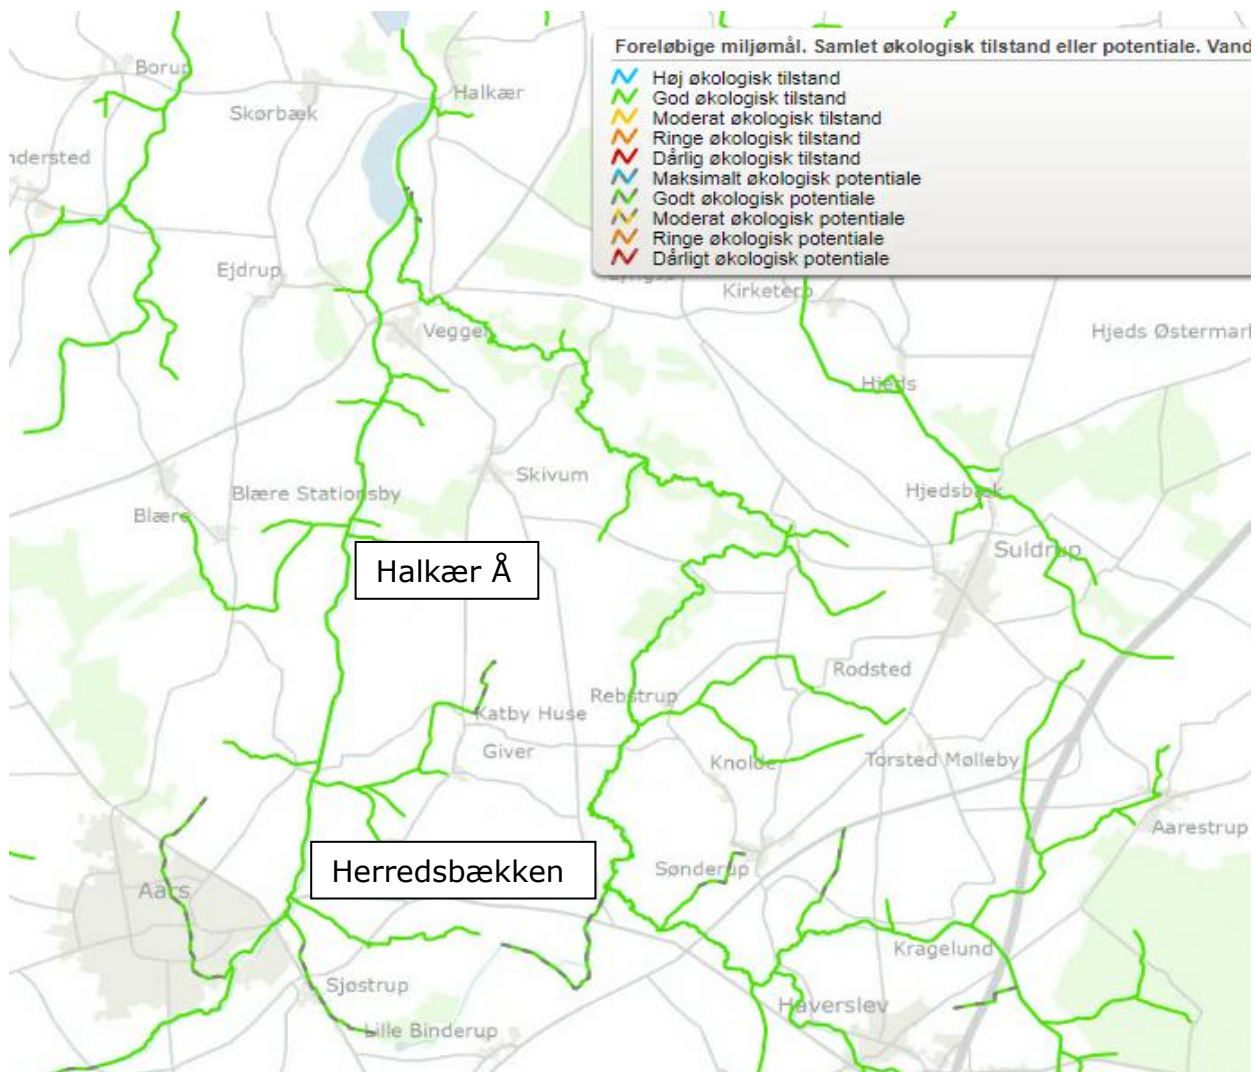 Foreløbige miljømål. Samlet økologisk tilstand eller potentiale. Vand
Høj økologisk tilstand
God økologisk tilstand
Moderat økologisk tilstand
Ringe økologisk tilstand
Dårlig økologisk tilstand
Maksimalt økologisk potentiale
Godt økologisk potentiale
Moderat økologisk potentiale
Ringe økologisk potentiale
Dårligt økologisk potentiale
Borup
Halkær
Skørbæk
ndersted
Ejdrup
Kirketerp
Vegger
Hjeds Østermark
Hjeds
Skivum
Blære Stationsby
Hjedsbæk
Blære
Suldrup
Halkær Å
Rodsted
Rebstrup
Katby Huse
Giver
Knolde
Torsted Mølleby
Aarestrup
Herredsbækken
Sønderup
Aars
Kragelund
Sjøstrup
Haverslev
Lille Binderup